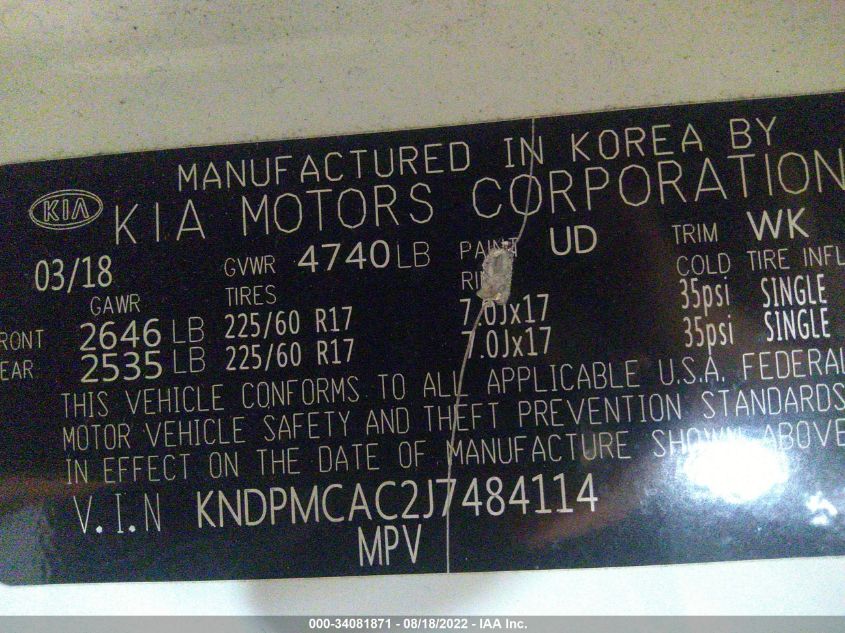 MANUFACTURED IN KOREA BY
KIA KIA MOTORS CORPORATION
03/18 GVWR 4740 LB PAINT UD TRIM WK
GAWR TIRES COLD TIRE INFL
RONT 2646 LB 225/60 R17 7.0Jx17 35psi SINGLE
EAR 2535 LB 225/60 R17 7.0Jx17 35psi SINGLE
THIS VEHICLE CONFORMS TO ALL APPLICABLE U.S.A. FEDERAL
MOTOR VEHICLE SAFETY AND THEFT PREVENTION STANDARDS
IN EFFECT ON THE DATE OF MANUFACTURE SHOWN ABOVE
V.I.N KNDPMCAC2J7484114
MPV
000-34081871 - 08/18/2022 - IAA Inc.